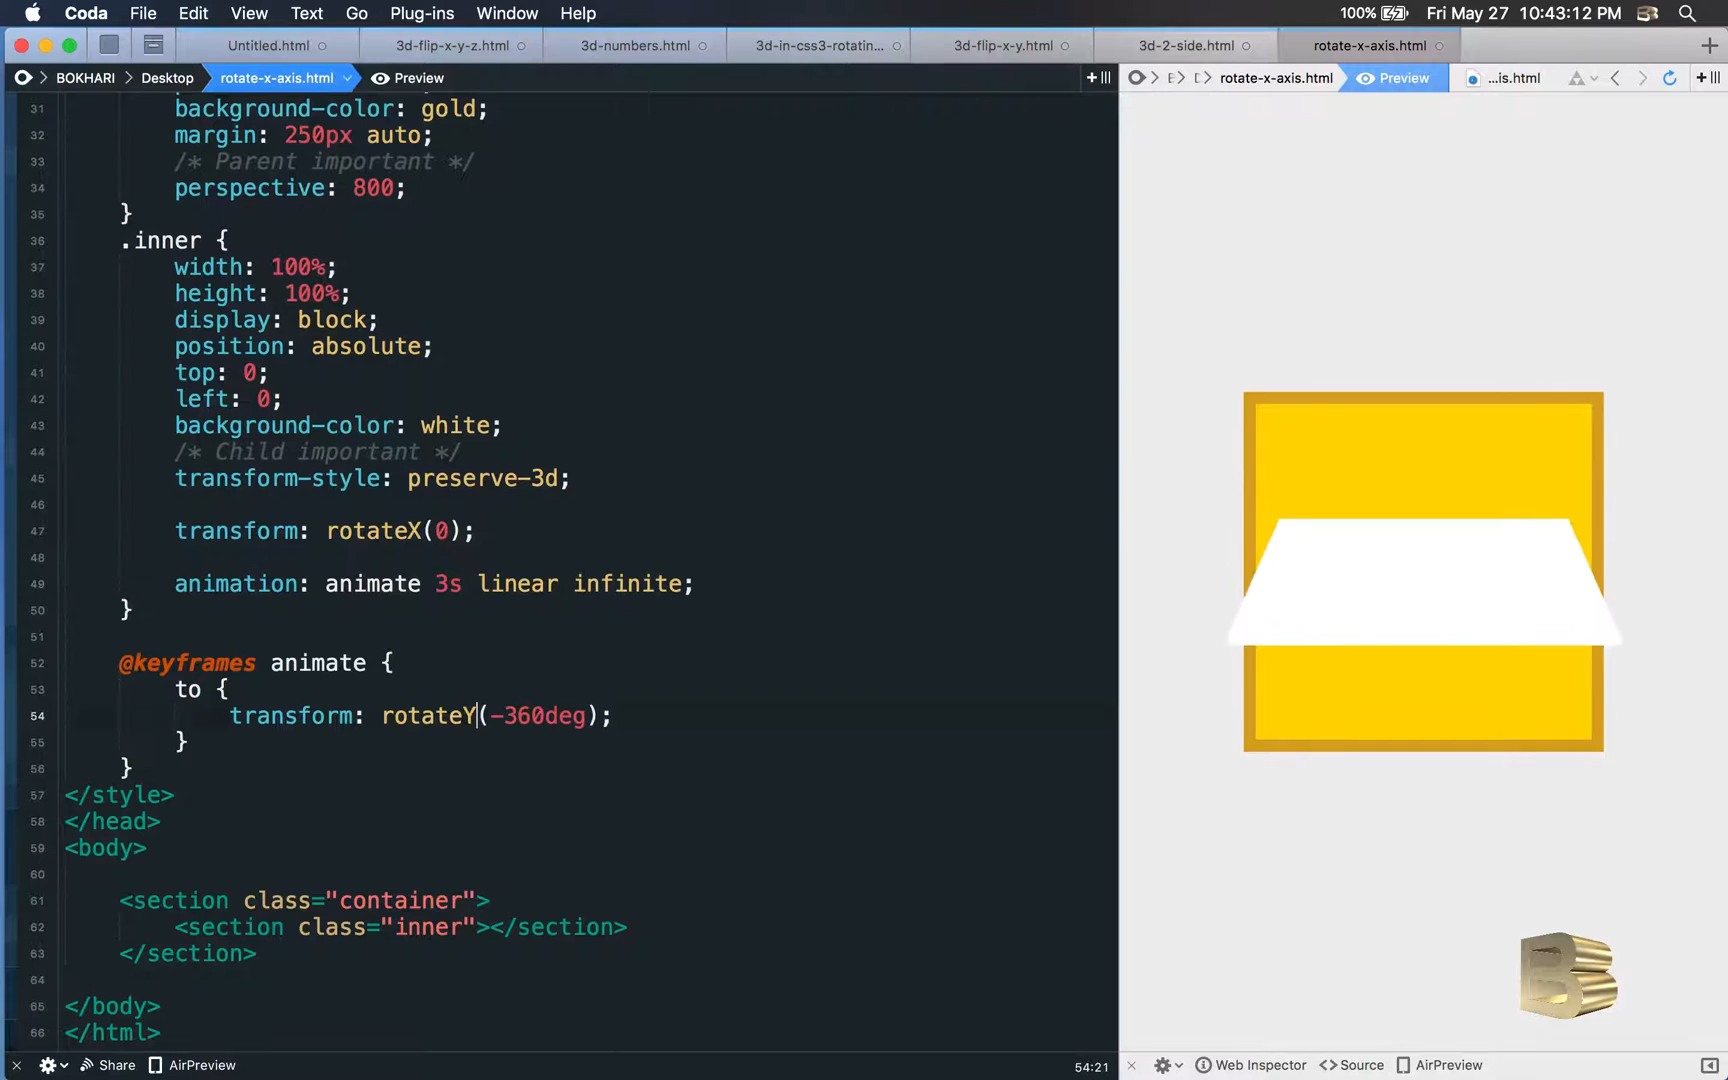 Coda File Edit View Text Go Plug-ins Window Help 100% Fri May 27 10:43:12 PM
Untitled.html 3d-flip-x-y-z.html 3d-numbers.html 3d-in-css3-rotatin... 3d-flip-x-y.html 3d-2-side.html rotate-x-axis.html
BOKHARI Desktop rotate-x-axis.html Preview
rotate-x-axis.html Preview ...is.html
31 background-color: gold;
32 margin: 250px auto;
33 /* Parent important */
34 perspective: 800;
35 }
36 .inner {
37 width: 100%;
38 height: 100%;
39 display: block;
40 position: absolute;
41 top: 0;
42 left: 0;
43 background-color: white;
44 /* Child important */
45 transform-style: preserve-3d;
46
47 transform: rotateX(0);
48
49 animation: animate 3s linear infinite;
50 }
51
52 @keyframes animate {
53 to {
54 transform: rotateY(-360deg);
55 }
56 }
57 </style>
58 </head>
59 <body>
60
61 <section class="container">
62 <section class="inner"></section>
63 </section>
64
65 </body>
66 </html>
B
Share AirPreview 54:21
Web Inspector Source AirPreview